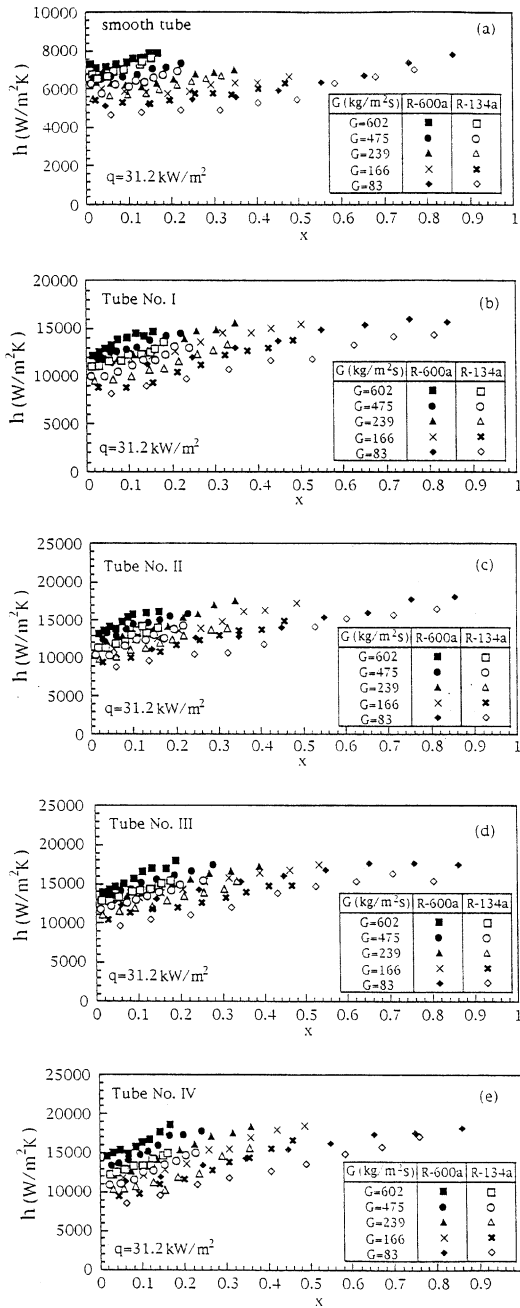 smooth tube
(a)
10000
8000
6000
4000
2000
0
h (W/m²K)
G (kg/m²s) R-600a R-134a
G=602
G=475
G=239
G=166
G=83
q=31.2 kW/m²
0 0.1 0.2 0.3 0.4 0.5 0.6 0.7 0.8 0.9 1
x
Tube No. I
(b)
20000
15000
10000
5000
0
h (W/m²K)
G (kg/m²s) R-600a R-134a
G=602
G=475
G=239
G=166
G=83
q=31.2 kW/m²
0 0.1 0.2 0.3 0.4 0.5 0.6 0.7 0.8 0.9 1
x
Tube No. II
(c)
25000
20000
15000
10000
5000
0
h (W/m²K)
G (kg/m²s) R-600a R-134a
G=602
G=475
G=239
G=166
G=83
q=31.2 kW/m²
0 0.1 0.2 0.3 0.4 0.5 0.6 0.7 0.8 0.9 1
x
Tube No. III
(d)
25000
20000
15000
10000
5000
0
h (W/m²K)
G (kg/m²s) R-600a R-134a
G=602
G=475
G=239
G=166
G=83
q=31.2 kW/m²
0 0.1 0.2 0.3 0.4 0.5 0.6 0.7 0.8 0.9 1
x
Tube No. IV
(e)
25000
20000
15000
10000
5000
0
h (W/m²K)
G (kg/m²s) R-600a R-134a
G=602
G=475
G=239
G=166
G=83
q=31.2 kW/m²
0 0.1 0.2 0.3 0.4 0.5 0.6 0.7 0.8 0.9 1
x